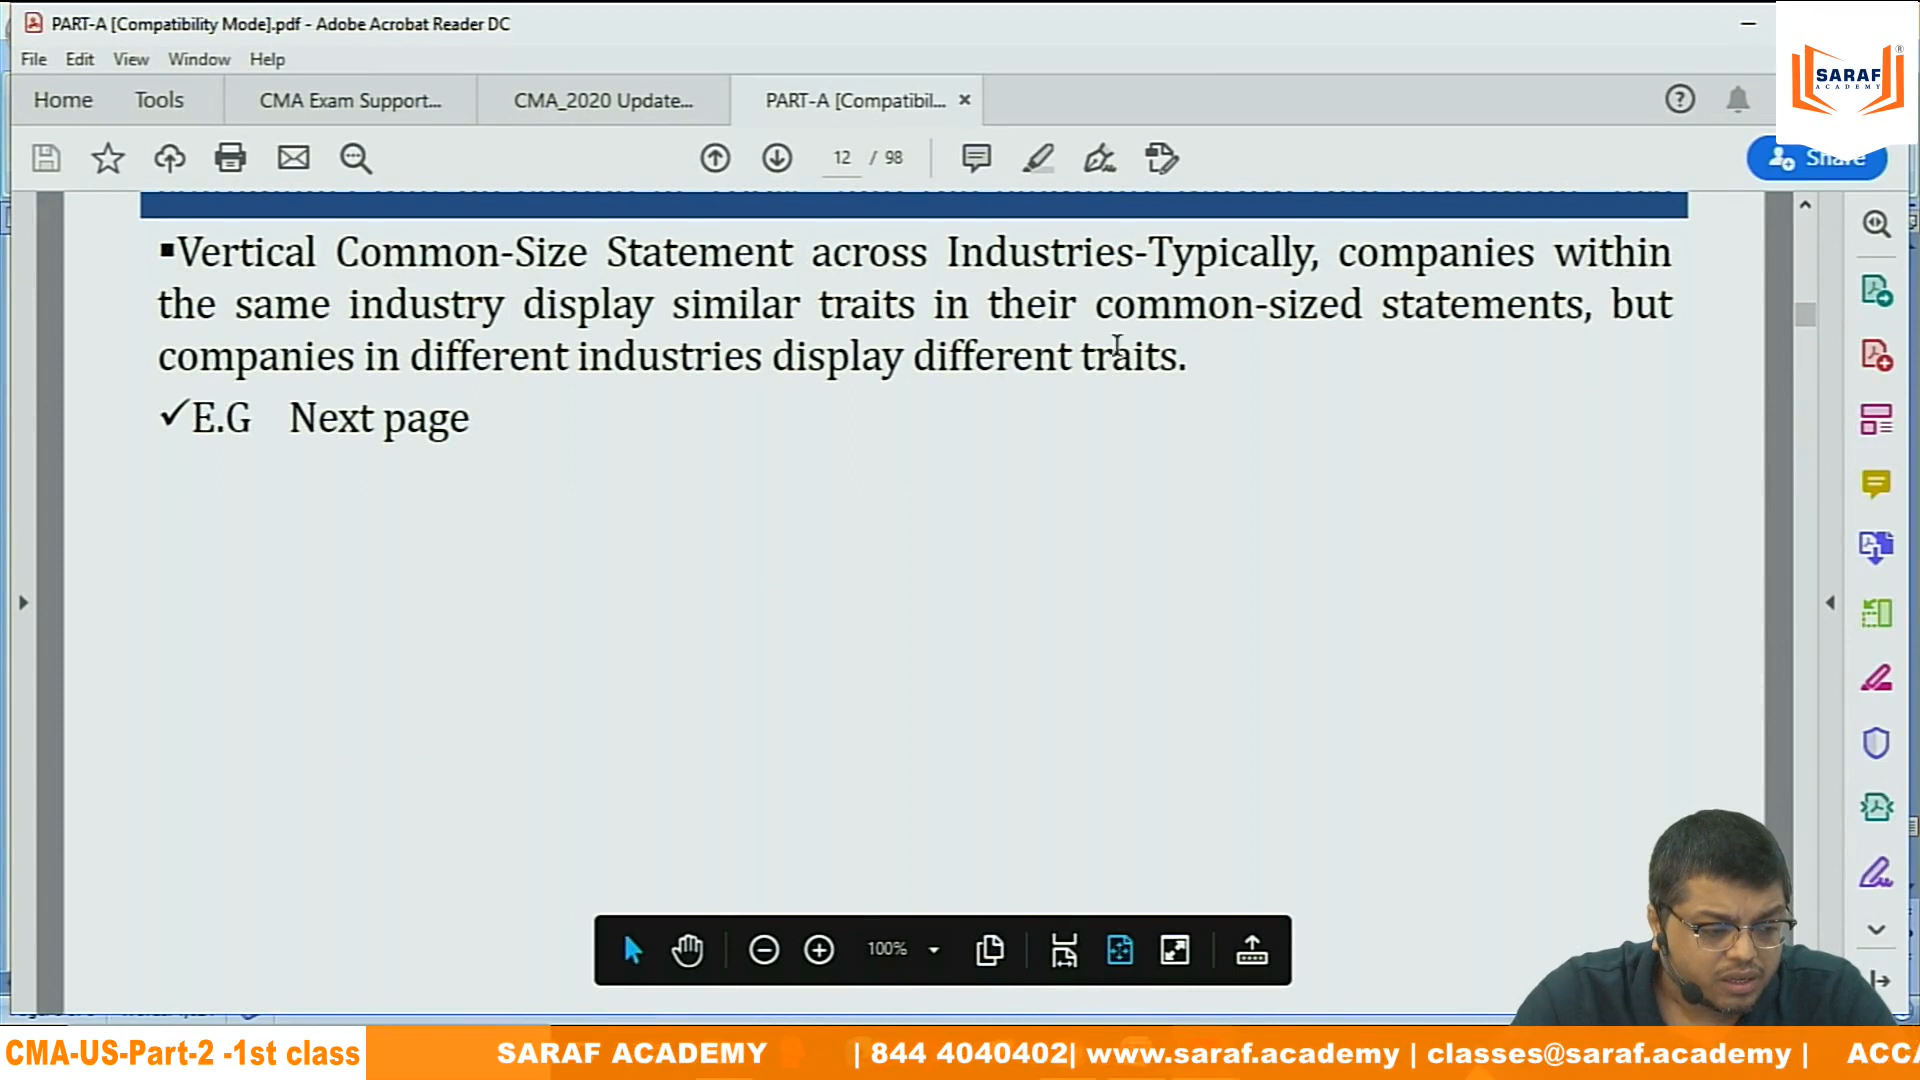 PART-A [Compatibility Mode].pdf - Adobe Acrobat Reader DC
File Edit View Window Help
SARAF
ACADEMY
®
Home Tools CMA Exam Support... CMA_2020 Update... PART-A [Compatibil... ×
12 / 98
Share
▪Vertical Common-Size Statement across Industries-Typically, companies within
the same industry display similar traits in their common-sized statements, but
companies in different industries display different traits.
✓E.G Next page
100%
CMA-US-Part-2 -1st class
SARAF ACADEMY | 844 4040402| www.saraf.academy | classes@saraf.academy | ACCA